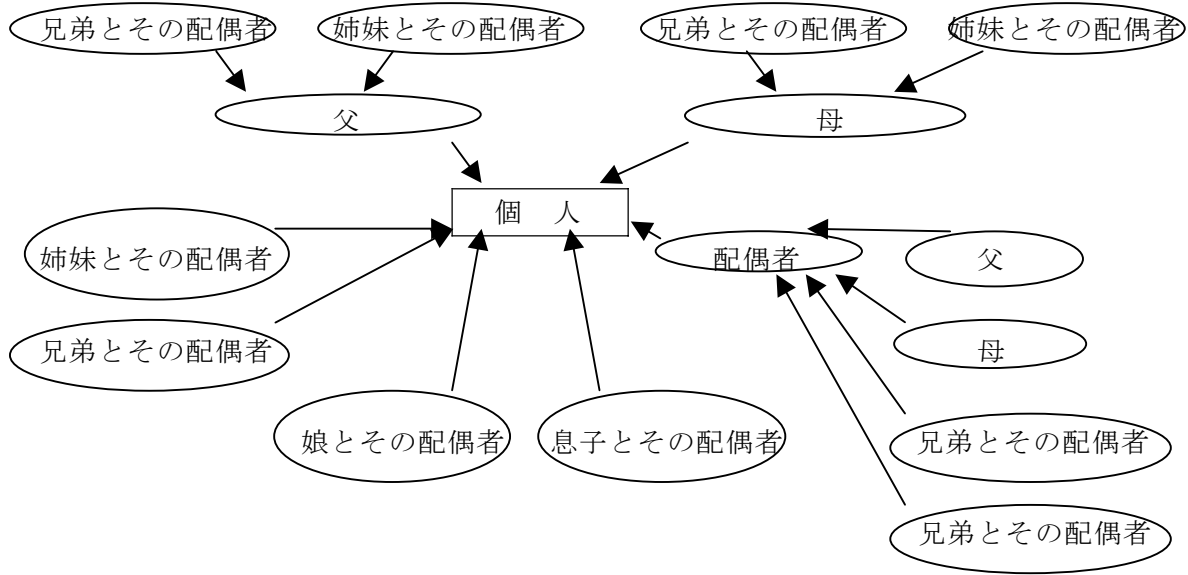 兄弟とその配偶者
姉妹とその配偶者
兄弟とその配偶者
姉妹とその配偶者
父
母
個 人
姉妹とその配偶者
配偶者
父
兄弟とその配偶者
母
娘とその配偶者
息子とその配偶者
兄弟とその配偶者
兄弟とその配偶者